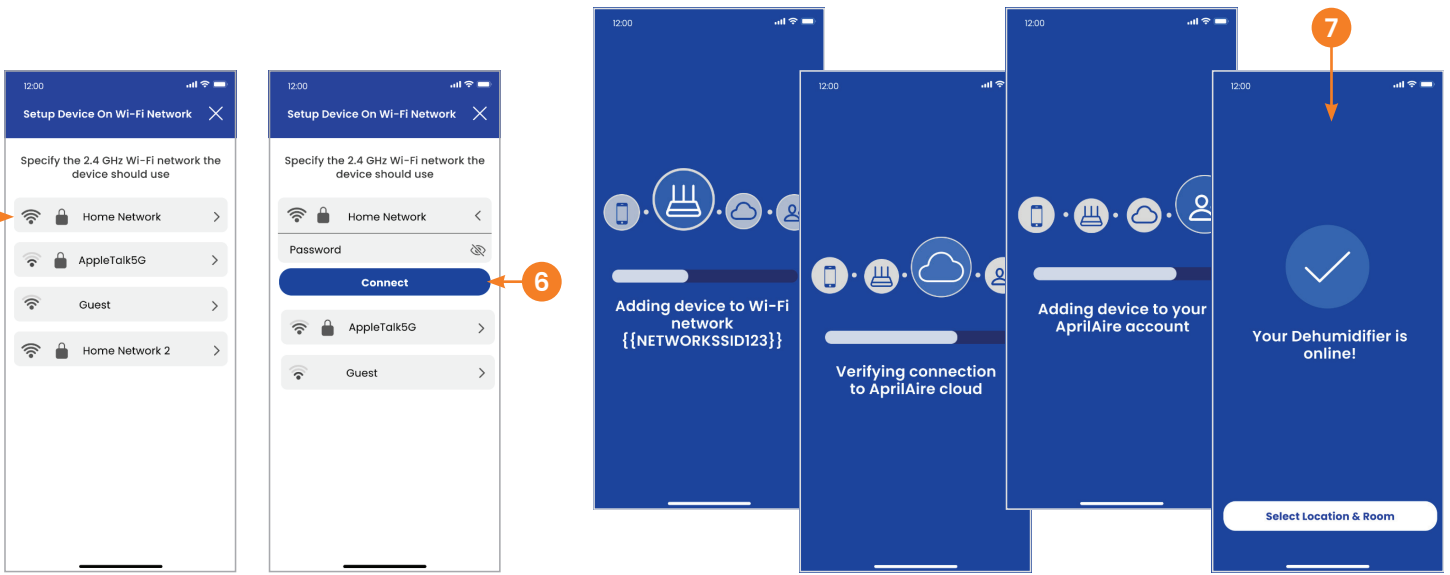 12:00
Setup Device On Wi-Fi Network
Specify the 2.4 GHz Wi-Fi network the
device should use
Home Network
AppleTalk5G
Guest
Home Network 2
12:00
Setup Device On Wi-Fi Network
Specify the 2.4 GHz Wi-Fi network the
device should use
Home Network
Password
Connect
6
AppleTalk5G
Guest
12:00
Adding device to Wi-Fi
network
{{NETWORKSSID123}}
12:00
Verifying connection
to AprilAire cloud
12:00
Adding device to your
AprilAire account
7
12:00
Your Dehumidifier is
online!
Select Location & Room